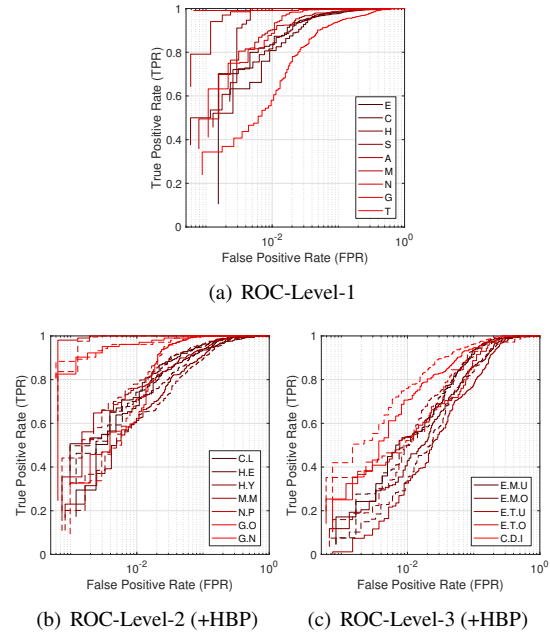 True Positive Rate (TPR)
1
0.8
0.6
0.4
0.2
0
E
C
H
S
A
M
N
G
T
10^-2
10^0
False Positive Rate (FPR)
(a) ROC-Level-1
True Positive Rate (TPR)
1
0.8
0.6
0.4
0.2
0
C.L
H.E
H.Y
M.M
N.P
G.O
G.N
10^-2
10^0
False Positive Rate (FPR)
(b) ROC-Level-2 (+HBP)
True Positive Rate (TPR)
1
0.8
0.6
0.4
0.2
0
E.M.U
E.M.O
E.T.U
E.T.O
C.D.I
10^-2
10^0
False Positive Rate (FPR)
(c) ROC-Level-3 (+HBP)